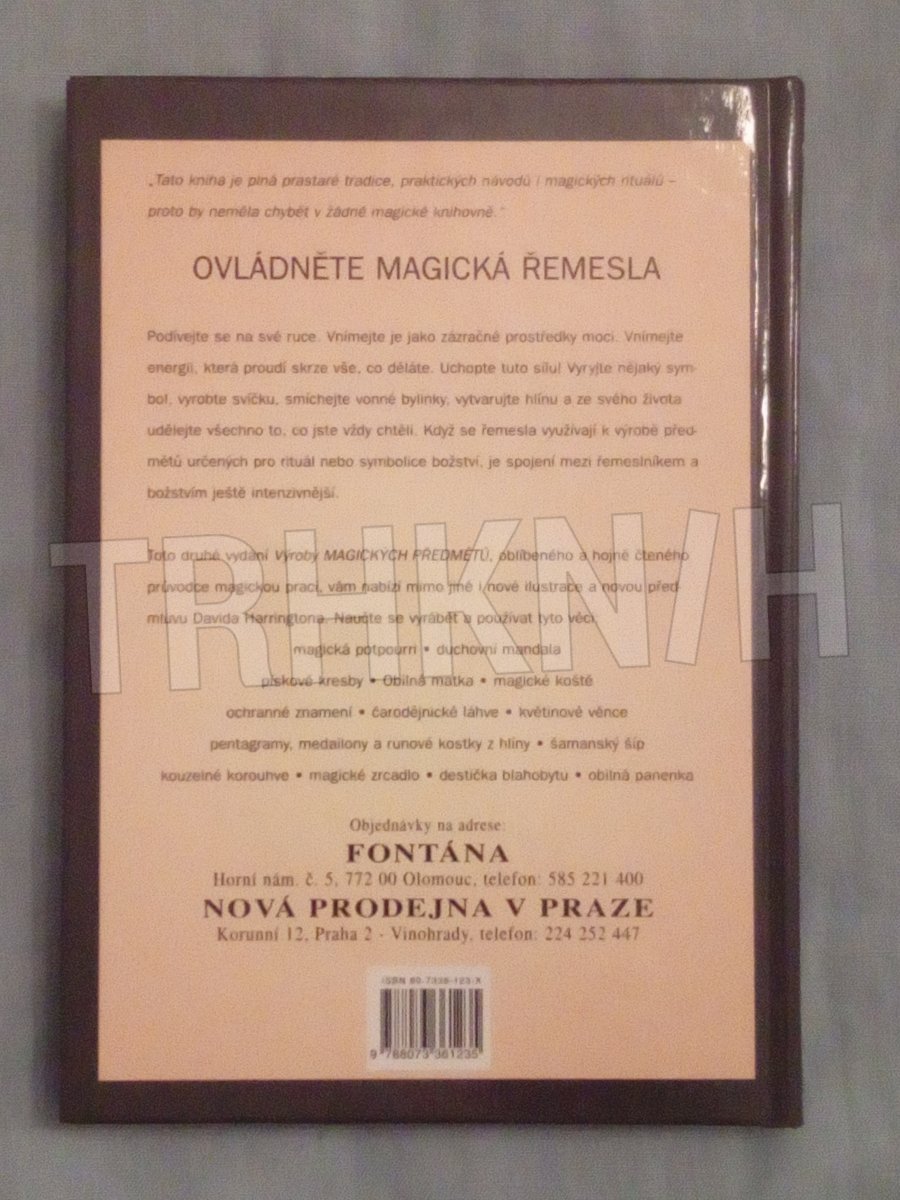 „Tato kniha je plná prastaré tradice, praktických návodů i magických rituálů –
proto by neměla chybět v žádné magické knihovně."
OVLÁDNĚTE MAGICKÁ ŘEMESLA
Podívejte se na své ruce. Vnímejte je jako zázračné prostředky moci. Vnímejte
energii, která proudí skrze vše, co děláte. Uchopte tuto sílu! Vyryjte nějaký sym-
bol, vyrobte svíčku, smíchejte vonné bylinky, vytvarujte hlínu a ze svého života
udělejte všechno to, co jste vždy chtěli. Když se řemesla využívají k výrobě před-
mětů určených pro rituál nebo symbolice božství, je spojení mezi řemeslníkem a
božstvím ještě intenzivnější.
Toto druhé vydání Výroby MAGICKÝCH PŘEDMĚTŮ, oblíbeného a hojně čteného
průvodce magickou prací, vám nabízí mimo jiné i nové ilustrace a novou před-
mluvu Davida Harringtona. Naučte se vyrábět a používat tyto věci:
magická potpourri • duchovní mandala
pískové kresby • Obilná matka • magické koště
ochranné znamení • čarodějnické láhve • květinové věnce
pentagramy, medailony a runové kostky z hlíny • šamanský šíp
kouzelné korouhve • magické zrcadlo • destička blahobytu • obilná panenka
Objednávky na adrese:
FONTÁNA
Horní nám. č. 5, 772 00 Olomouc, telefon: 585 221 400
NOVÁ PRODEJNA V PRAZE
Korunní 12, Praha 2 - Vinohrady, telefon: 224 252 447
ISBN 80-7336-123-X
9 788073 361235
TRHKN/H